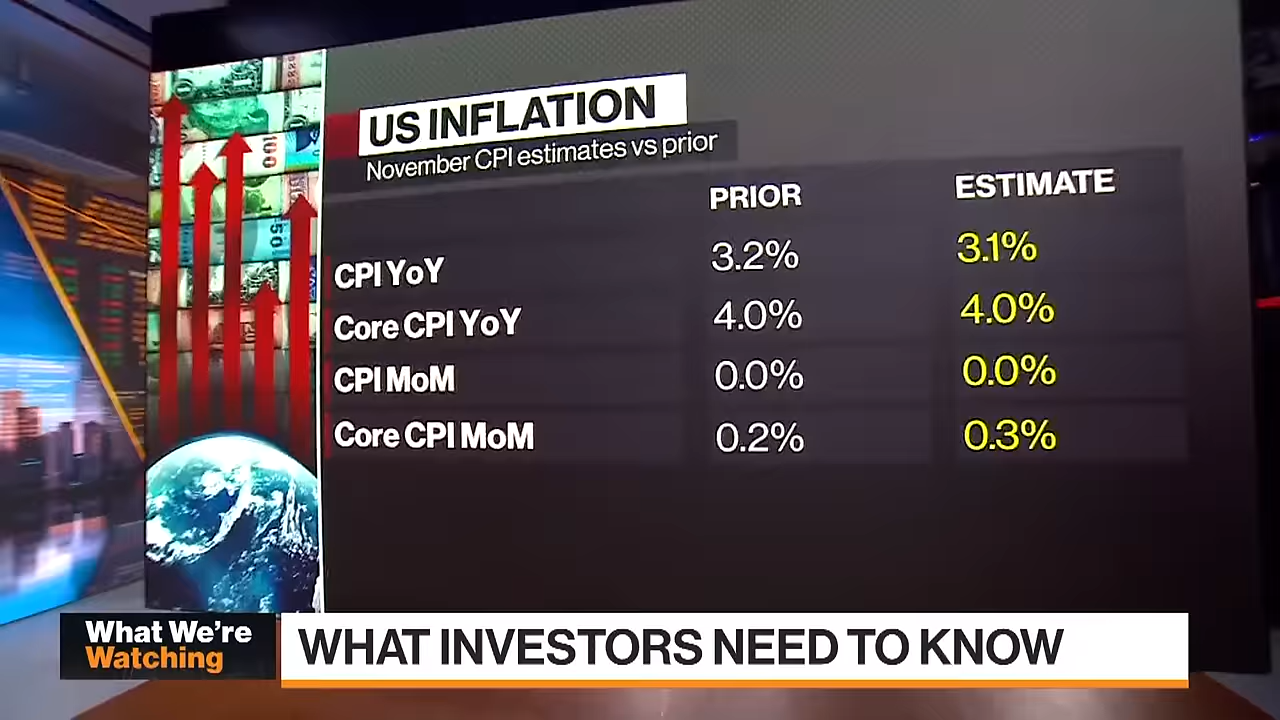 US INFLATION
November CPI estimates vs prior
PRIOR ESTIMATE
CPI YoY 3.2% 3.1%
Core CPI YoY 4.0% 4.0%
CPI MoM 0.0% 0.0%
Core CPI MoM 0.2% 0.3%
What We're
Watching
WHAT INVESTORS NEED TO KNOW